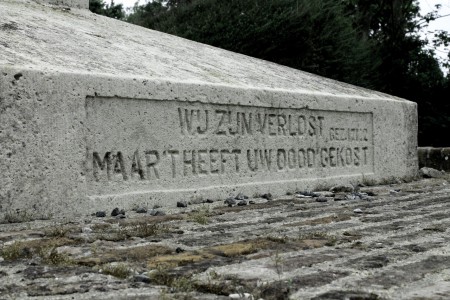 WIJ ZIJN VERLOST,
MAAR 'T HEEFT UW DOOD GEKOST